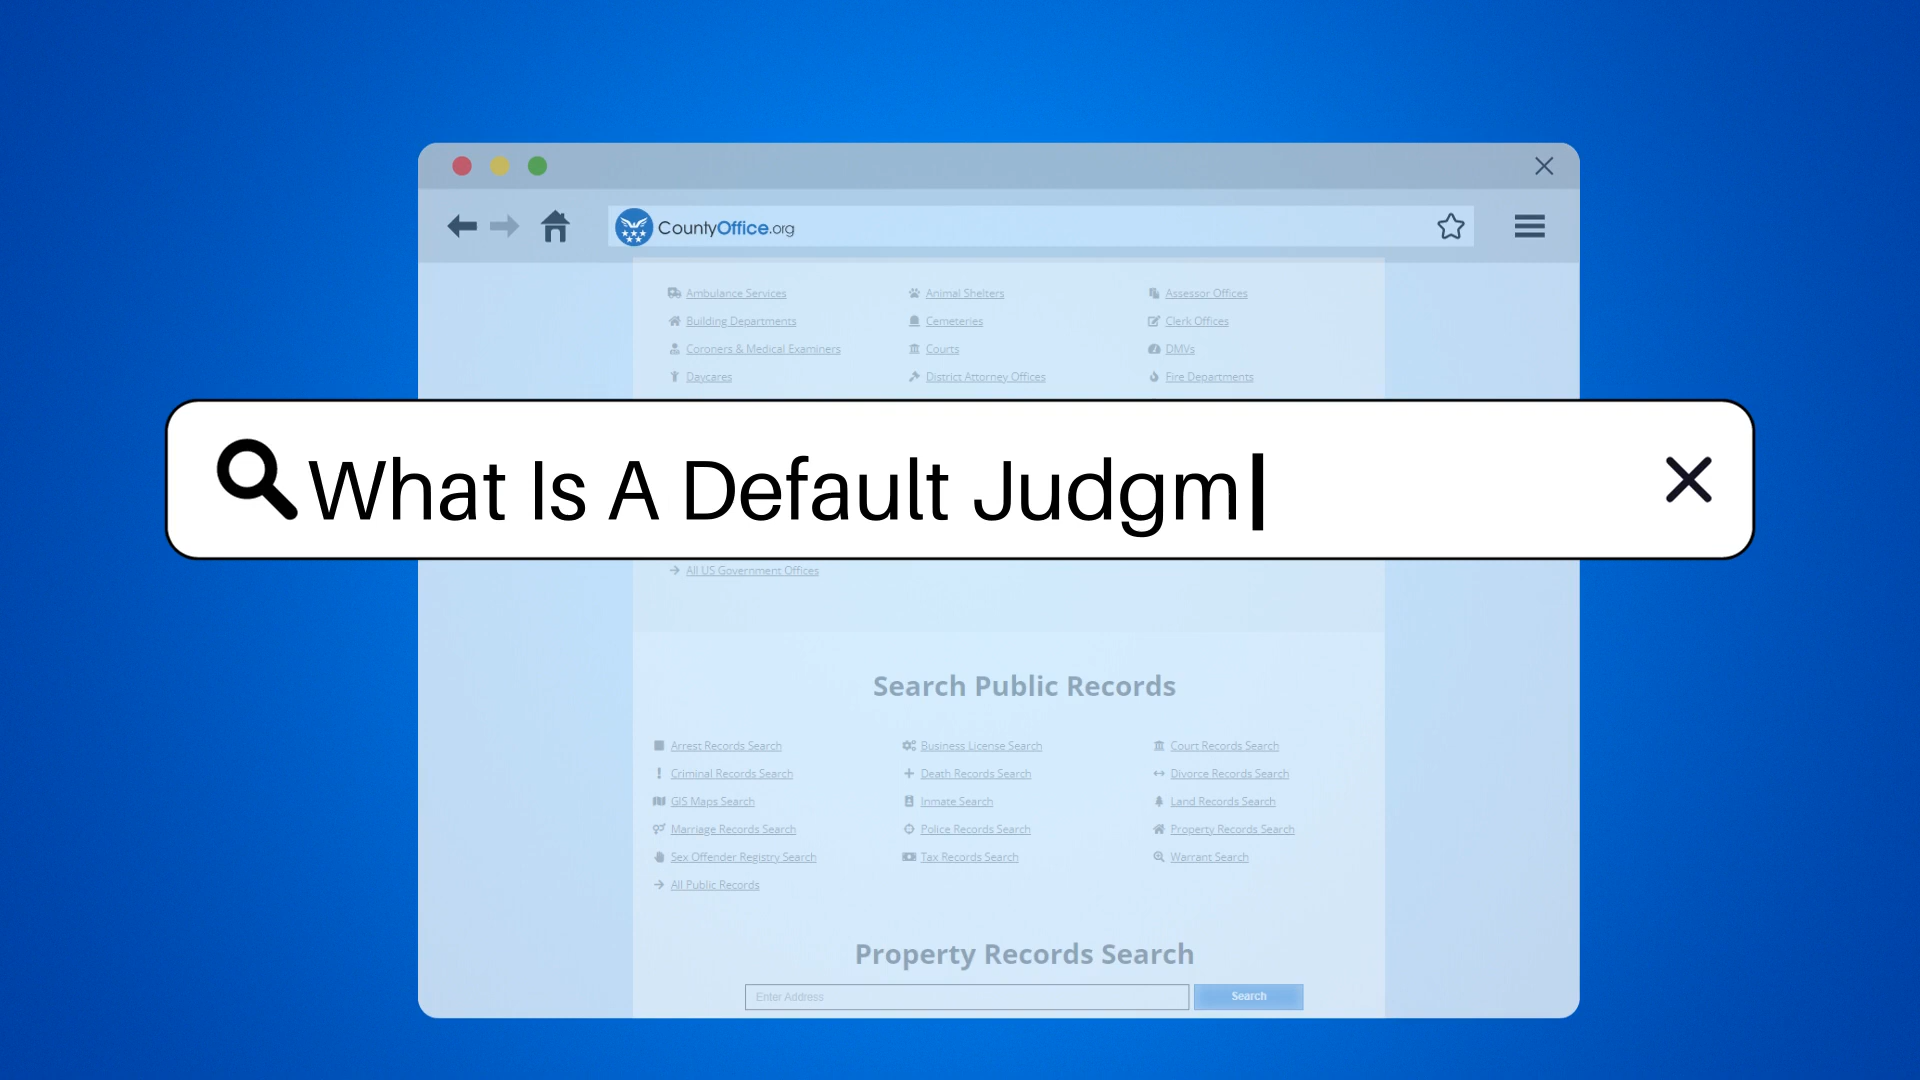 CountyOffice.org
Ambulance Services Animal Shelters Assessor Offices
Building Departments Cemeteries Clerk Offices
Coroners & Medical Examiners Courts DMVs
Daycares District Attorney Offices Fire Departments
What Is A Default Judgm
All US Government Offices
Search Public Records
Arrest Records Search Business License Search Court Records Search
Criminal Records Search Death Records Search Divorce Records Search
GIS Maps Search Inmate Search Land Records Search
Marriage Records Search Police Records Search Property Records Search
Sex Offender Registry Search Tax Records Search Warrant Search
All Public Records
Property Records Search
Enter Address Search